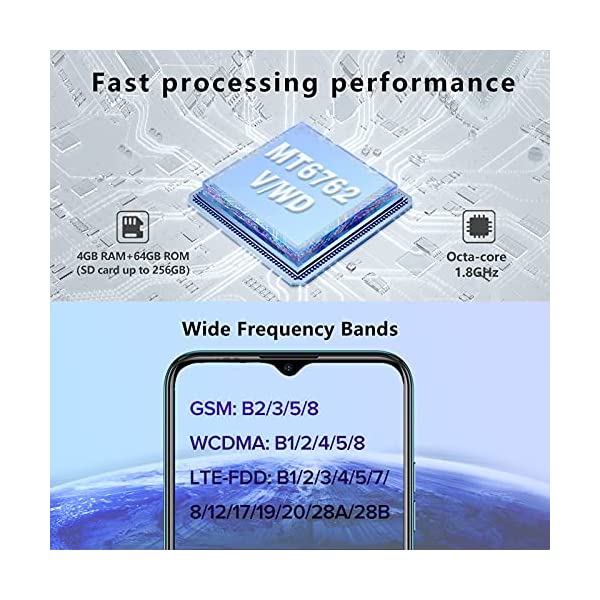 Fast processing performance
MT6762
V/WD
4GB RAM+64GB ROM
(SD card up to 256GB)
Octa-core
1.8GHz
Wide Frequency Bands
GSM: B2/3/5/8
WCDMA: B1/2/4/5/8
LTE-FDD: B1/2/3/4/5/7/
8/12/17/19/20/28A/28B